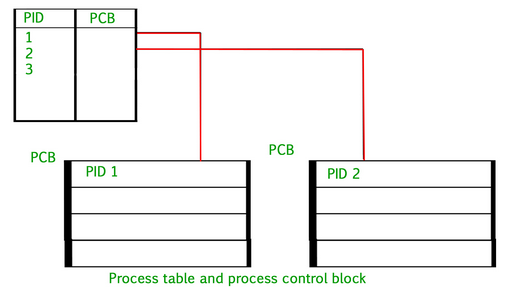 PID PCB
1
2
3
PCB
PCB
PID 1
PID 2
Process table and process control block